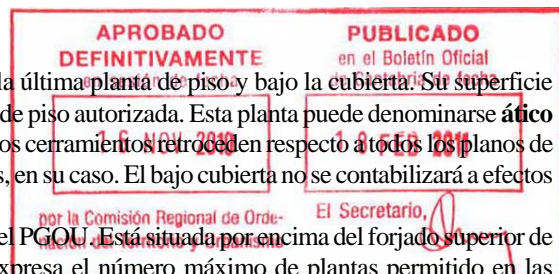 APROBADO
DEFINITIVAMENTE
PUBLICADO
en el Boletín Oficial
la última planta de piso y bajo la cubierta. Su superficie
de piso autorizada. Esta planta puede denominarse ático
os cerramientos retroceden respecto a todos los planos de
s, en su caso. El bajo cubierta no se contabilizará a efectos
por la Comisión Regional de Orde-
El Secretario,
el PGOU. Está situada por encima del forjado superior de
xpresa el número máximo de plantas permitido en las